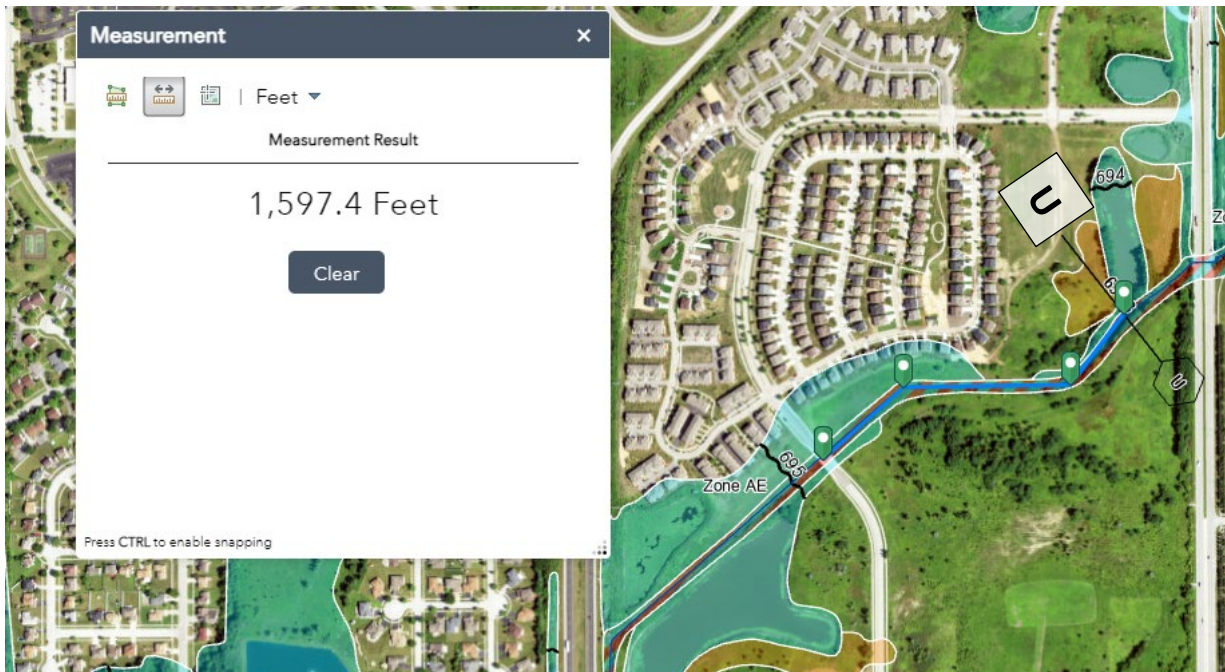 Measurement
Feet
Measurement Result
1,597.4 Feet
Clear
Press CTRL to enable snapping
694
U
U
695
Zone AE